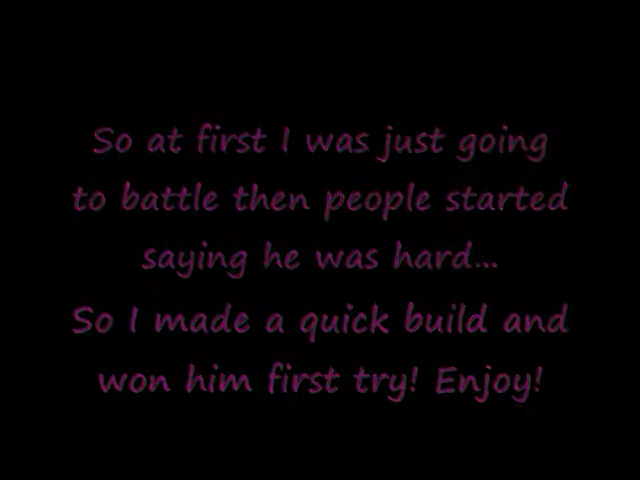 So at first I was just going
to battle then people started
saying he was hard...
So I made a quick build and
won him first try! Enjoy!